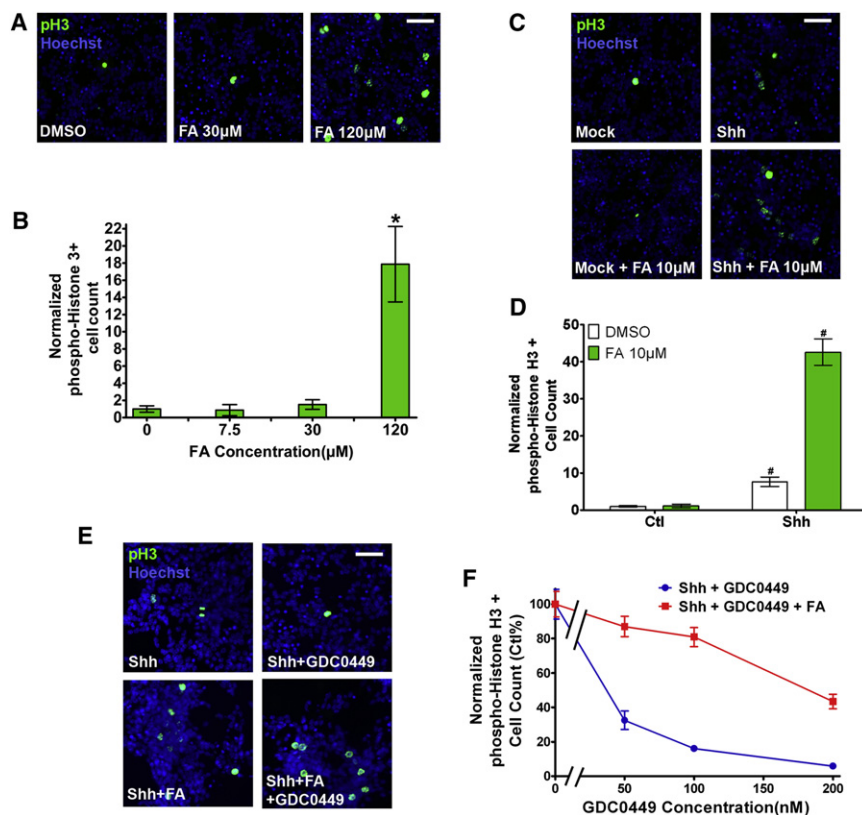 A
pH3
Hoechst
DMSO
FA 30µM
FA 120µM
B
Normalized
phospho-Histone 3+
cell count
22
20
18
16
14
12
10
8
6
4
2
0
*
0
7.5
30
120
FA Concentration(µM)
C
pH3
Hoechst
Mock
Shh
Mock + FA 10µM
Shh + FA 10µM
D
DMSO
FA 10µM
Normalized
phospho-Histone H3 +
Cell Count
50
40
30
20
10
0
#
#
Ctl
Shh
E
pH3
Hoechst
Shh
Shh+GDC0449
Shh+FA
Shh+FA
+GDC0449
F
Shh + GDC0449
Shh + GDC0449 + FA
Normalized
phospho-Histone H3 +
Cell Count (Ctl%)
100
80
60
40
20
0
0
50
100
150
200
GDC0449 Concentration(nM)